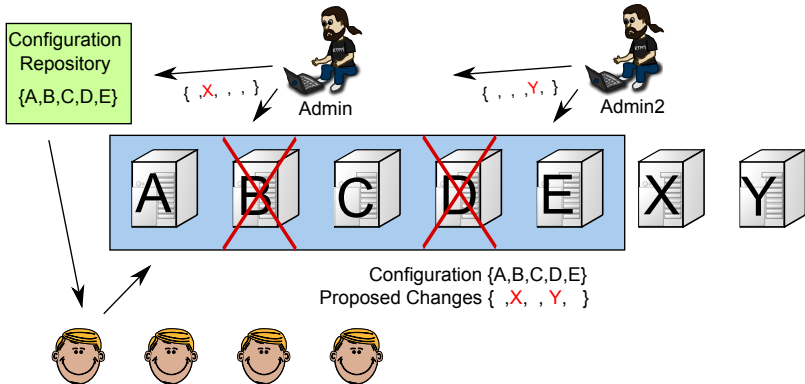 Configuration
Repository
{A,B,C,D,E}
{ ,X, , , }
Admin
{ , , ,Y, }
Admin2
A B C D E X Y
Configuration {A,B,C,D,E}
Proposed Changes { ,X, , Y, }